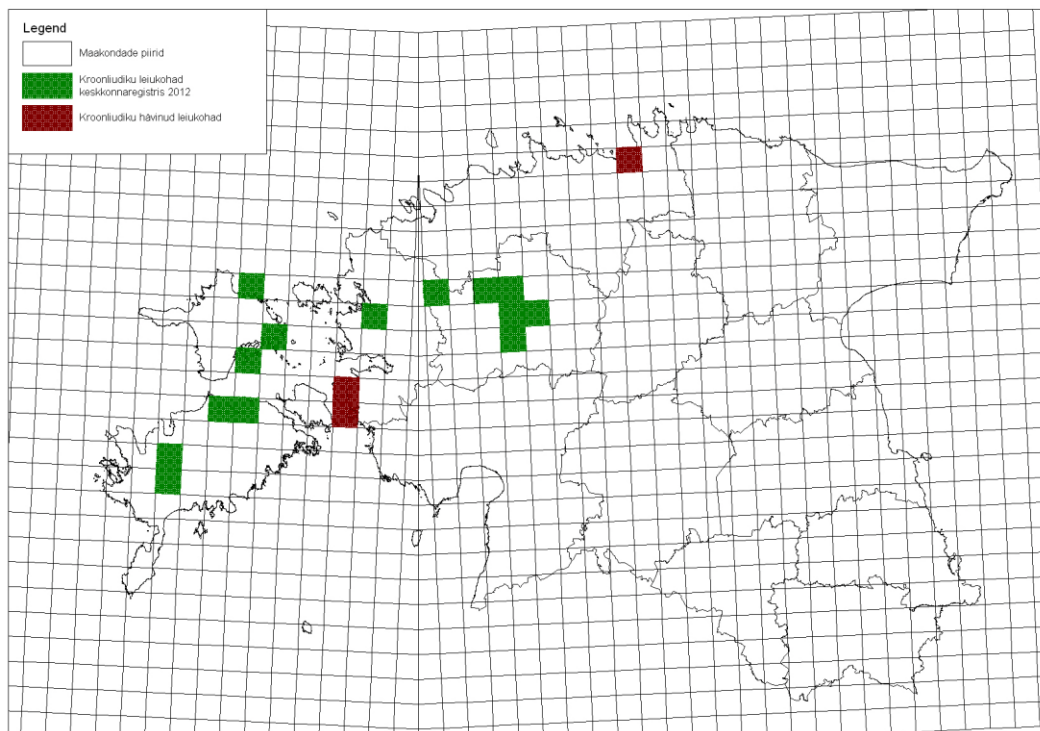 Legend
Maakondade piirid
Kroonliudiku leiukohad
keskkonnaregistris 2012
Kroonliudiku hävinud leiukohad